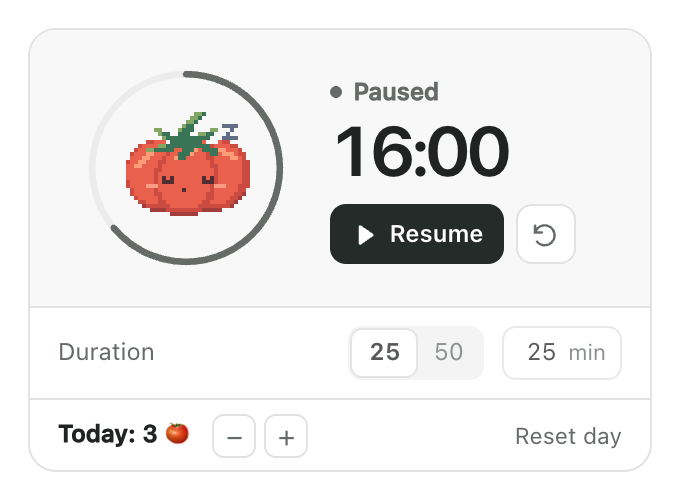 Z
Paused
16:00
Resume
Duration 25 50 25 min
Today: 3 🍅 − + Reset day